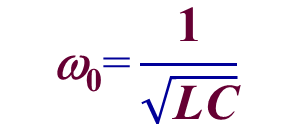 ω₀ = 1 / √LC